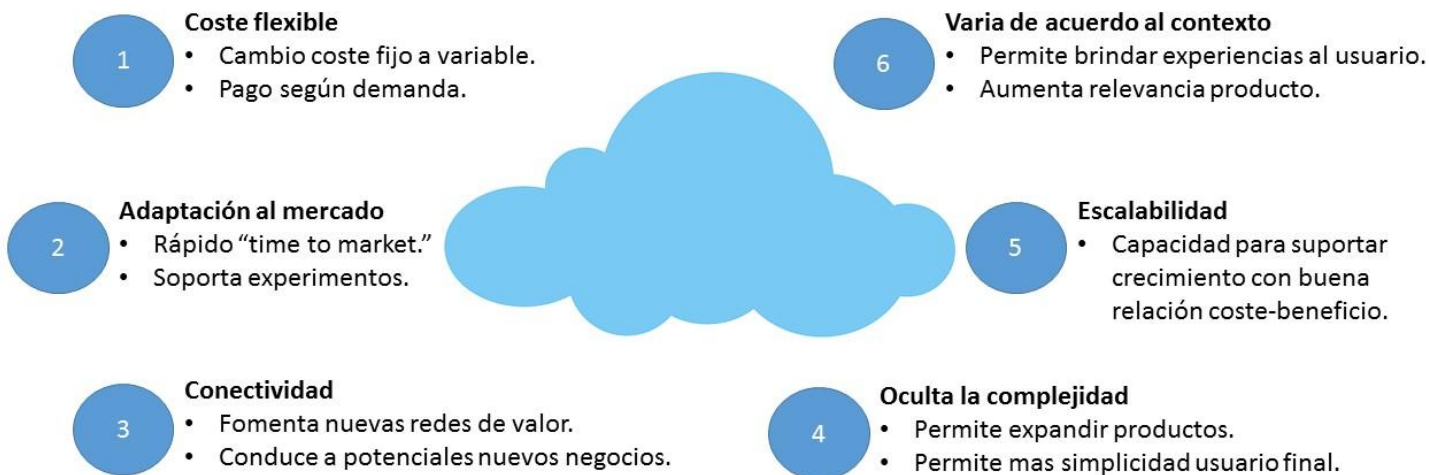 1
Coste flexible
• Cambio coste fijo a variable.
• Pago según demanda.
2
Adaptación al mercado
• Rápido “time to market.”
• Soporta experimentos.
3
Conectividad
• Fomenta nuevas redes de valor.
• Conduce a potenciales nuevos negocios.
4
Oculta la complejidad
• Permite expandir productos.
• Permite mas simplicidad usuario final.
5
Escalabilidad
• Capacidad para suportar
crecimiento con buena
relación coste-beneficio.
6
Varia de acuerdo al contexto
• Permite brindar experiencias al usuario.
• Aumenta relevancia producto.